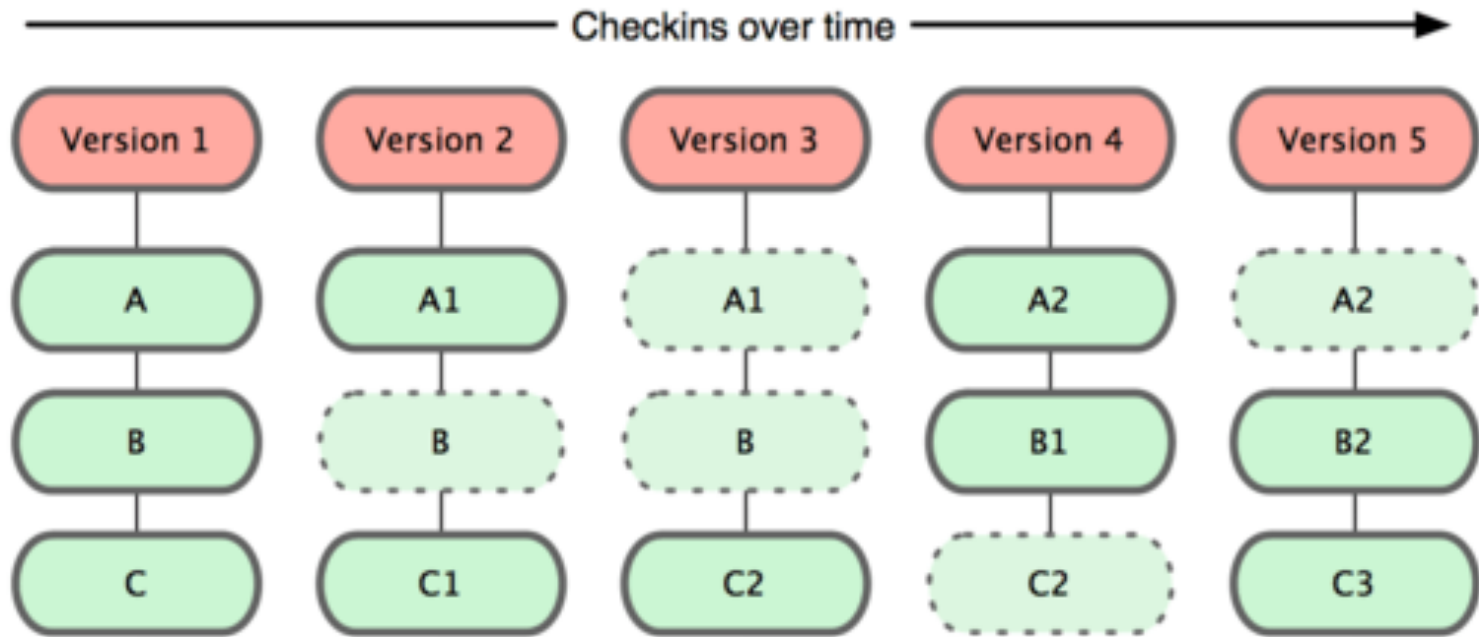 Checkins over time
Version 1 Version 2 Version 3 Version 4 Version 5
A A1 A1 A2 A2
B B B B1 B2
C C1 C2 C2 C3